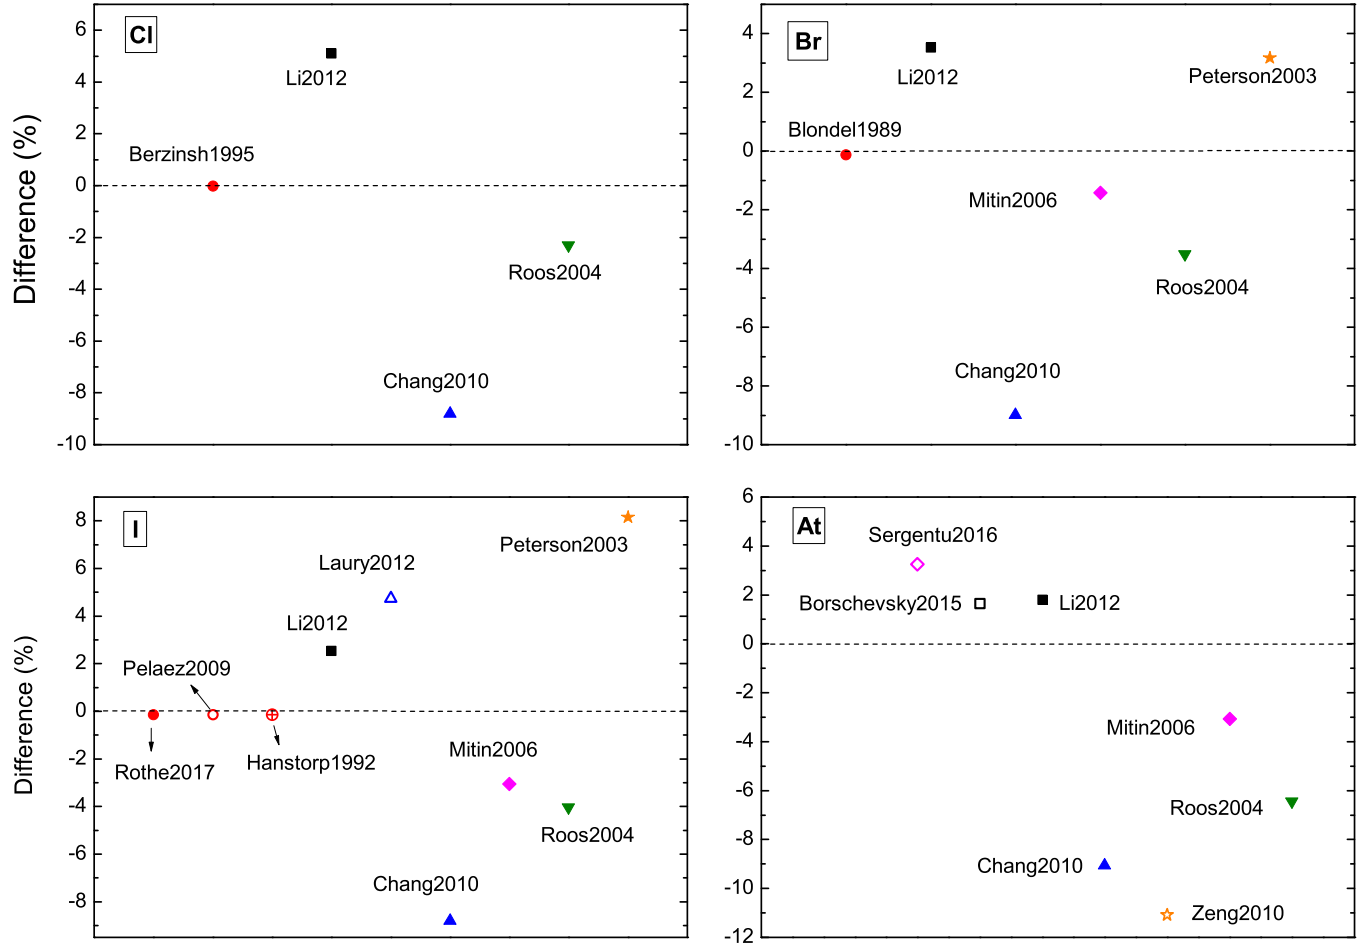 Cl
Difference (%)
6
4
2
0
-2
-4
-6
-8
-10
Li2012
Berzinsh1995
Roos2004
Chang2010
Br
4
2
0
-2
-4
-6
-8
-10
Li2012
Peterson2003
Blondel1989
Mitin2006
Roos2004
Chang2010
I
Difference (%)
8
6
4
2
0
-2
-4
-6
-8
Peterson2003
Laury2012
Li2012
Pelaez2009
Rothe2017
Hanstorp1992
Mitin2006
Roos2004
Chang2010
At
6
4
2
0
-2
-4
-6
-8
-10
-12
Sergentu2016
Borschevsky2015
Li2012
Mitin2006
Roos2004
Chang2010
Zeng2010